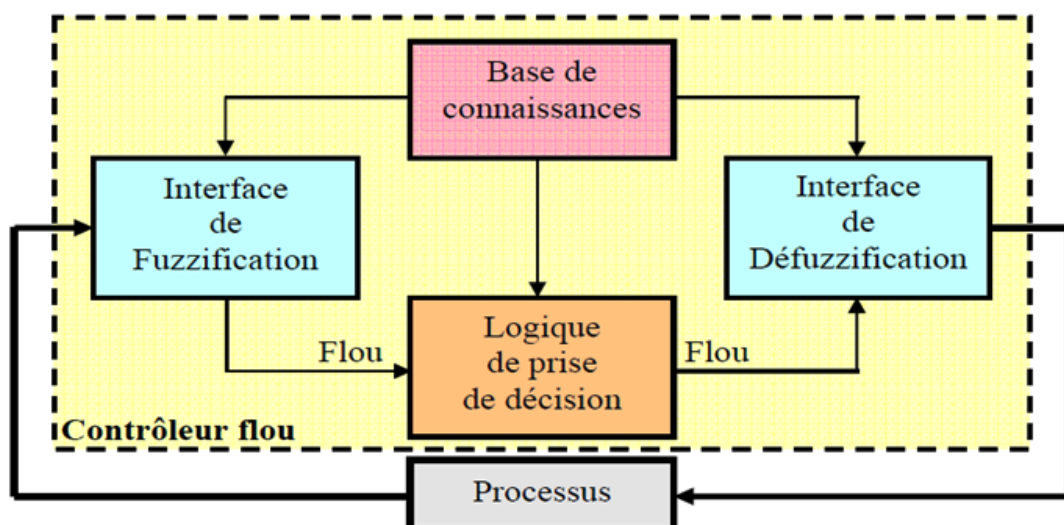 Base de
connaissances
Interface
de
Fuzzification
Interface
de
Défuzzification
Logique
de prise
de décision
Flou
Flou
Contrôleur flou
Processus